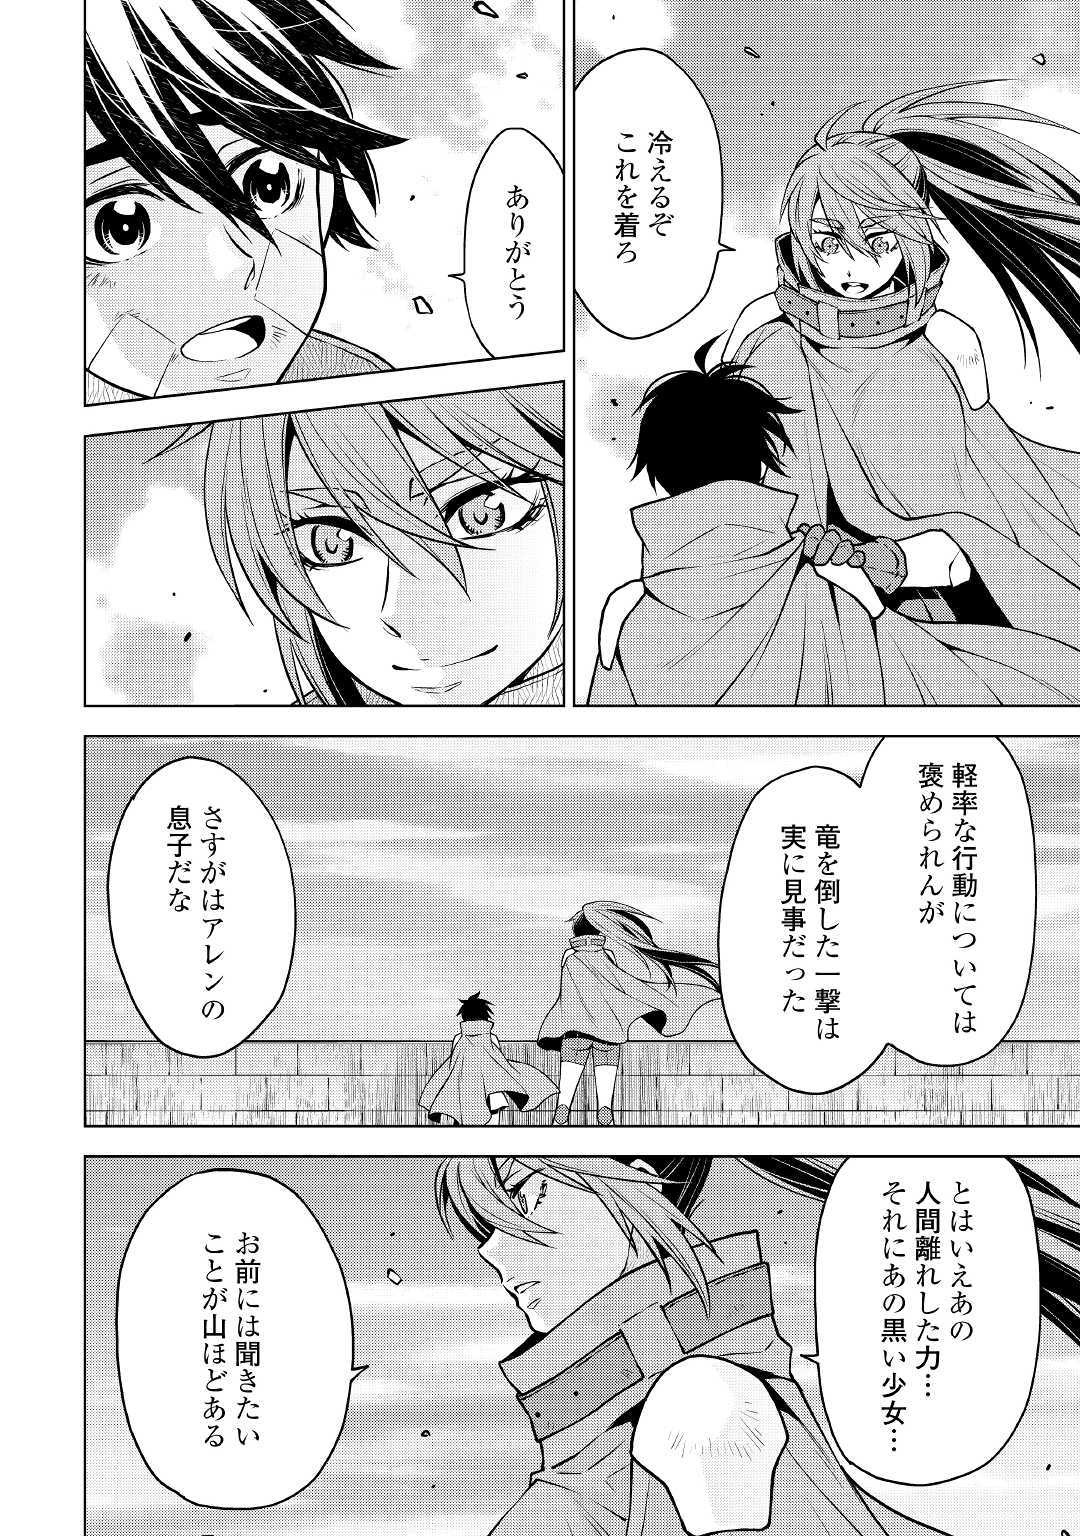 冷えるぞ
これを着ろ
ありがとう
軽率な行動については
褒められんが
竜を倒した一撃は
実に見事だった
さすがはアレンの
息子だな
とはいえあの
人間離れした力…
それにあの黒い少女…
お前には聞きたい
ことが山ほどある